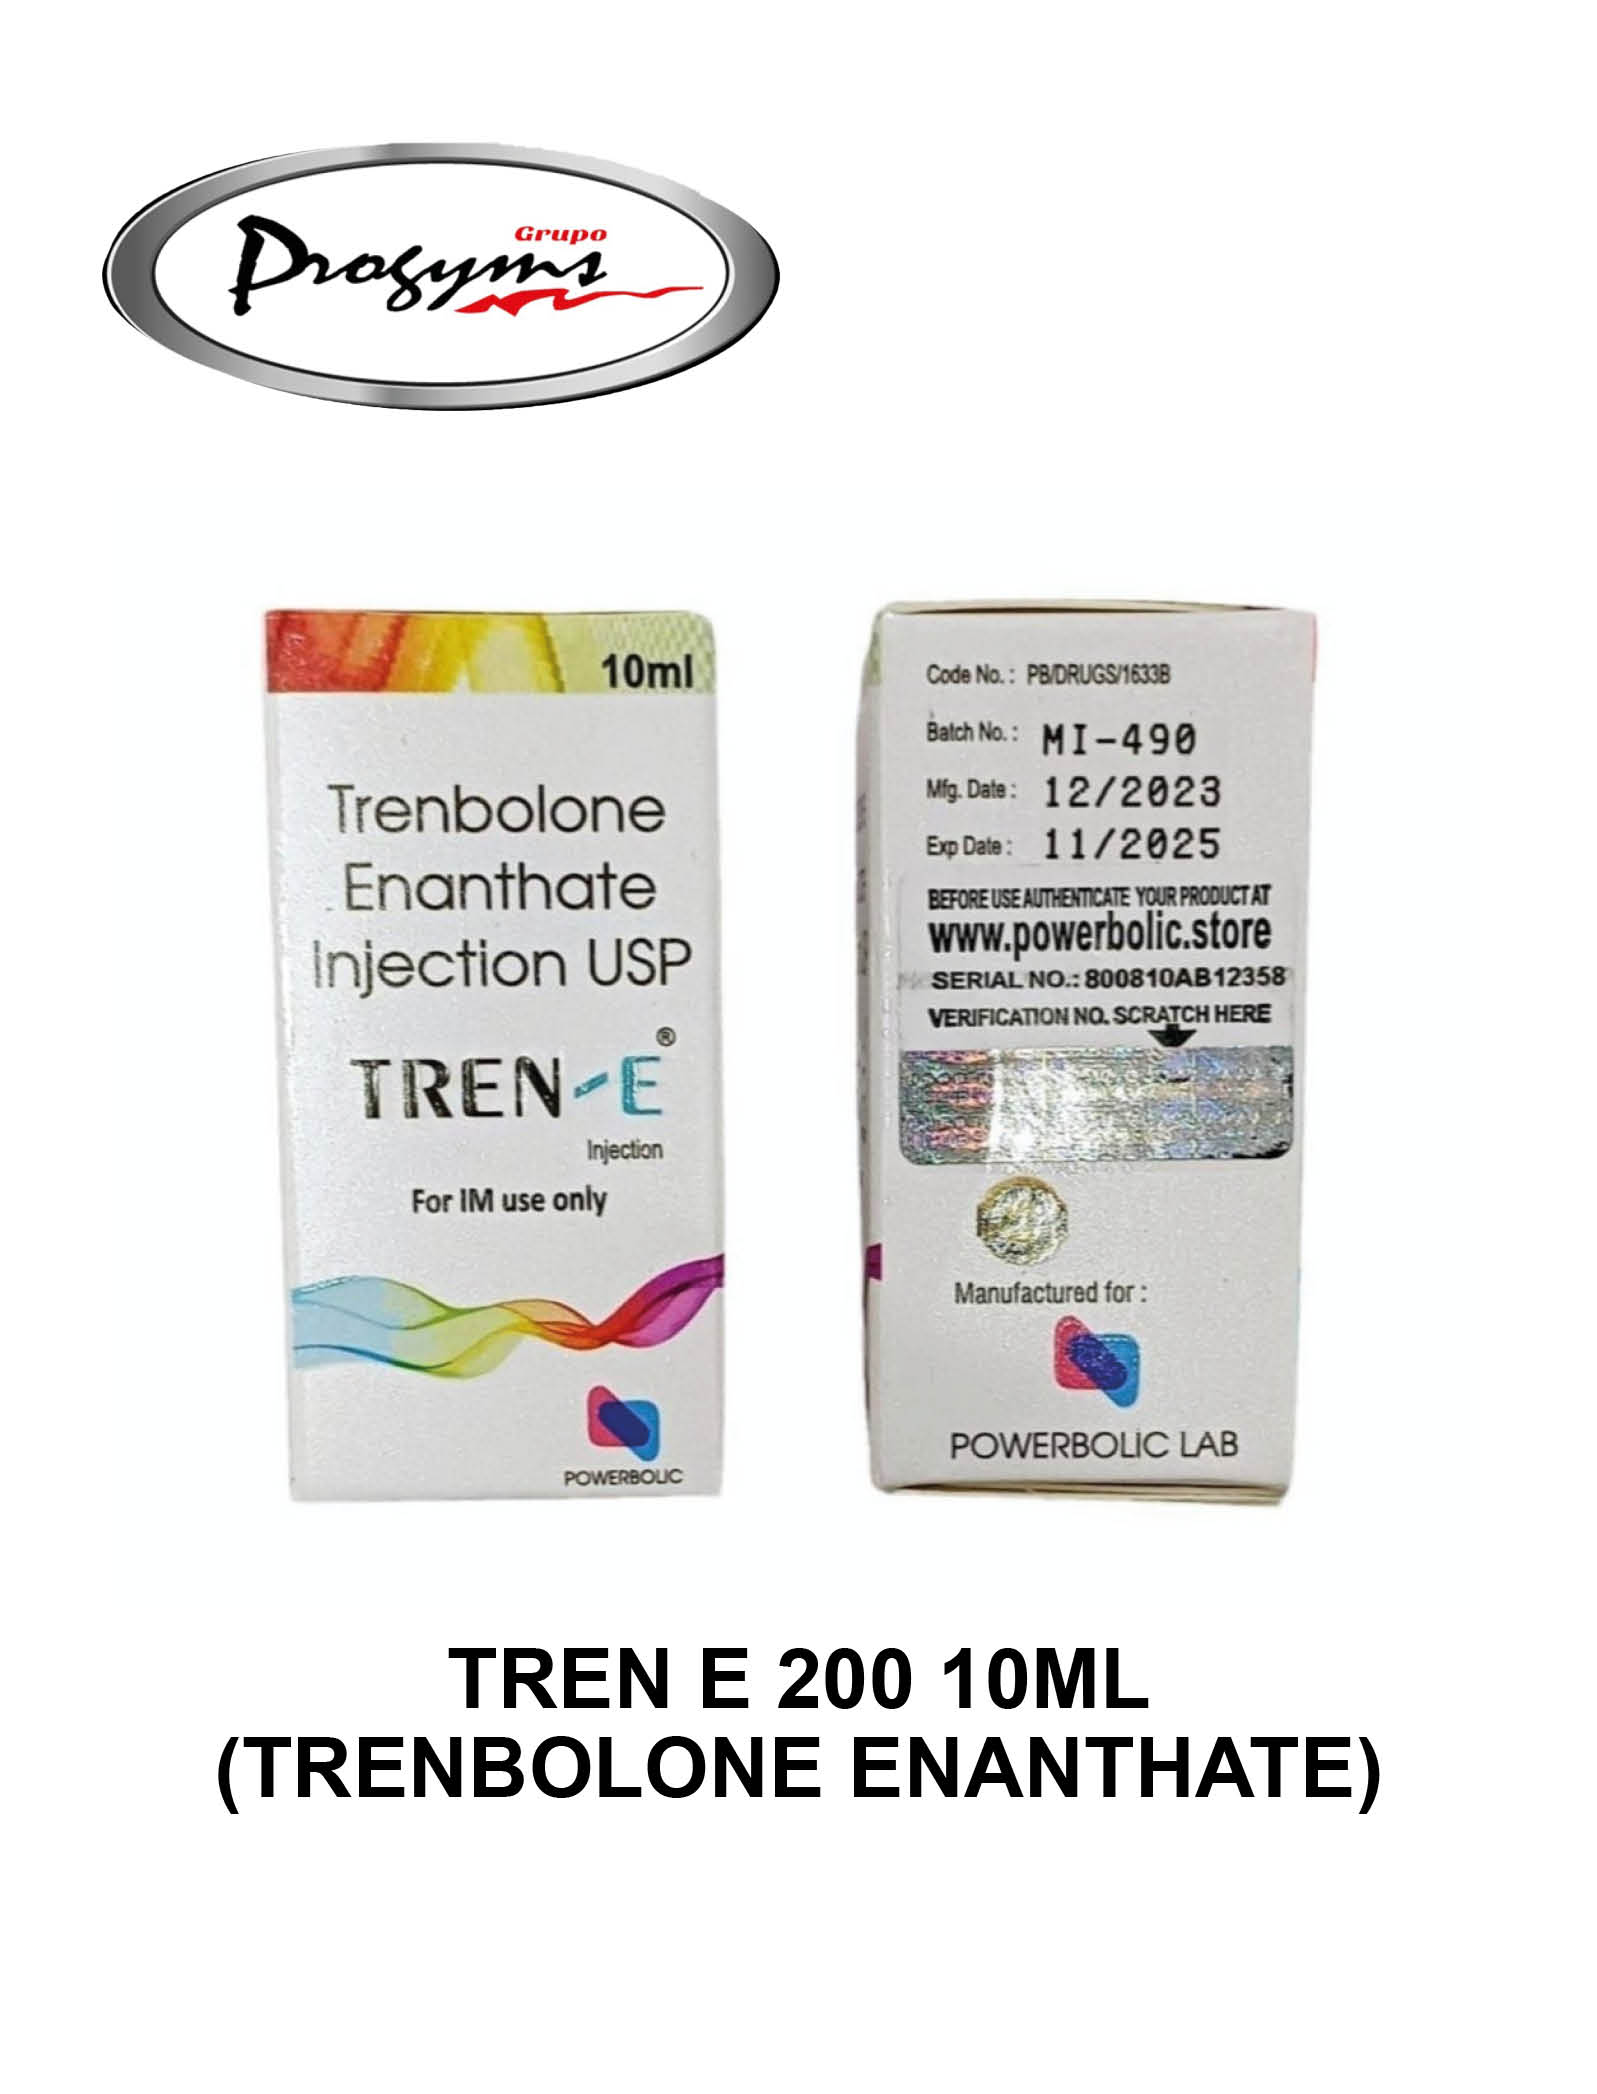 Grupo
Progyms
10ml
Trenbolone
Enanthate
Injection USP
TREN-E®
Injection
For IM use only
POWERBOLIC
Code No.: PB/DRUGS/1633B
Batch No.: MI-490
Mfg. Date: 12/2023
Exp Date: 11/2025
BEFORE USE AUTHENTICATE YOUR PRODUCT AT
www.powerbolic.store
SERIAL NO.: 800810AB12358
VERIFICATION NO. SCRATCH HERE
Manufactured for :
POWERBOLIC LAB
TREN E 200 10ML
(TRENBOLONE ENANTHATE)